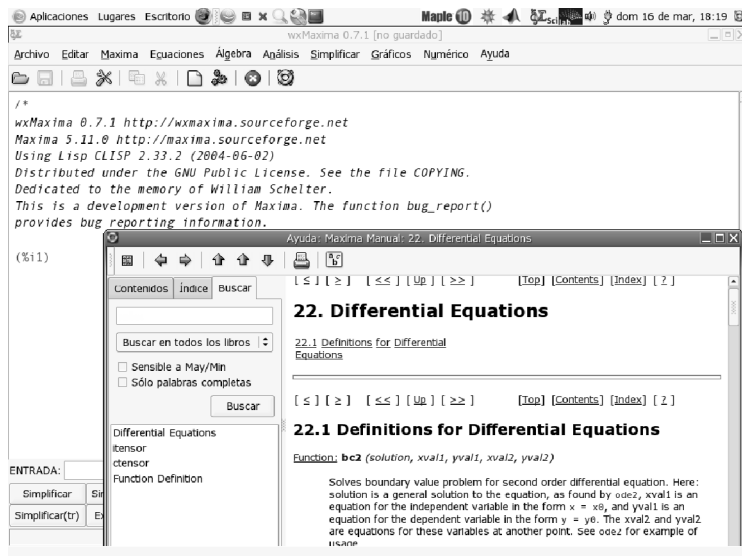 Aplicaciones Lugares Escritorio Maple dom 16 de mar, 18:19
wxMaxima 0.7.1 [no guardado]
Archivo Editar Maxima Ecuaciones Álgebra Análisis Simplificar Gráficos Numérico Ayuda
/*
wxMaxima 0.7.1 http://wxmaxima.sourceforge.net
Maxima 5.11.0 http://maxima.sourceforge.net
Using Lisp CLISP 2.33.2 (2004-06-02)
Distributed under the GNU Public License. See the file COPYING.
Dedicated to the memory of William Schelter.
This is a development version of Maxima. The function bug_report()
provides bug reporting information.
(%i1)
Ayuda: Maxima Manual: 22. Differential Equations
Contenidos Índice Buscar
Buscar en todos los libros
Sensible a May/Min
Sólo palabras completas
Buscar
Differential Equations
itensor
ctensor
Function Definition
[ < ] [ > ] [ << ] [ Up ] [ >> ] [Top] [Contents] [Index] [ ? ]
22. Differential Equations
22.1 Definitions for Differential
Equations
[ < ] [ > ] [ << ] [ Up ] [ >> ] [Top] [Contents] [Index] [ ? ]
22.1 Definitions for Differential Equations
Function: bc2 (solution, xval1, yval1, xval2, yval2)
Solves boundary value problem for second order differential equation. Here:
solution is a general solution to the equation, as found by ode2, xval1 is an
equation for the independent variable in the form x = x0, and yval1 is an
equation for the dependent variable in the form y = y0. The xval2 and yval2
are equations for these variables at another point. See ode2 for example of
usage
ENTRADA:
Simplificar
Simplificar(tr)